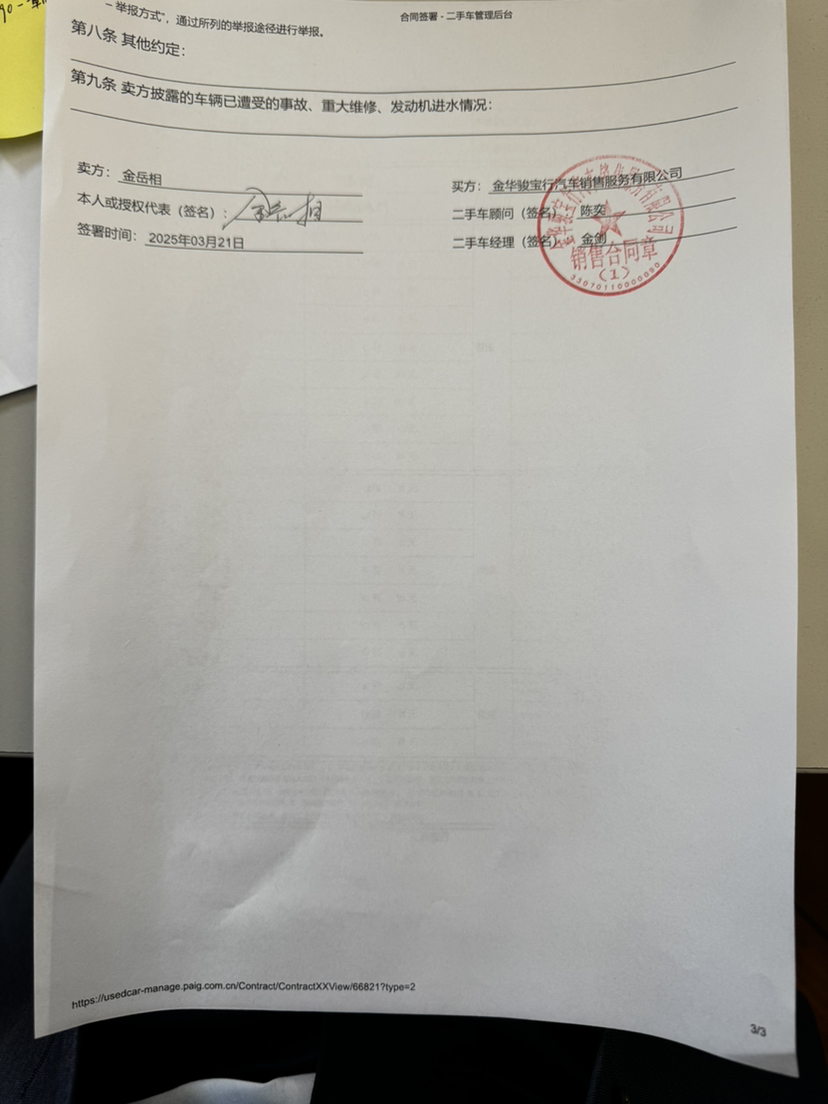 合同签署 - 二手车管理后台
一举报方式”，通过所列的举报途径进行举报。
第八条 其他约定：
第九条 卖方披露的车辆已遭受的事故、重大维修、发动机进水情况：
卖方： 金岳相
买方： 金华骏宝行汽车销售服务有限公司
本人或授权代表（签名）： 金岳相
二手车顾问（签名） 陈奕
签署时间： 2025年03月21日
二手车经理（签名） 金剑
销售合同章
（1）
https://usedcar-manage.paig.com.cn/Contract/ContractXXView/66821?type=2
3/3